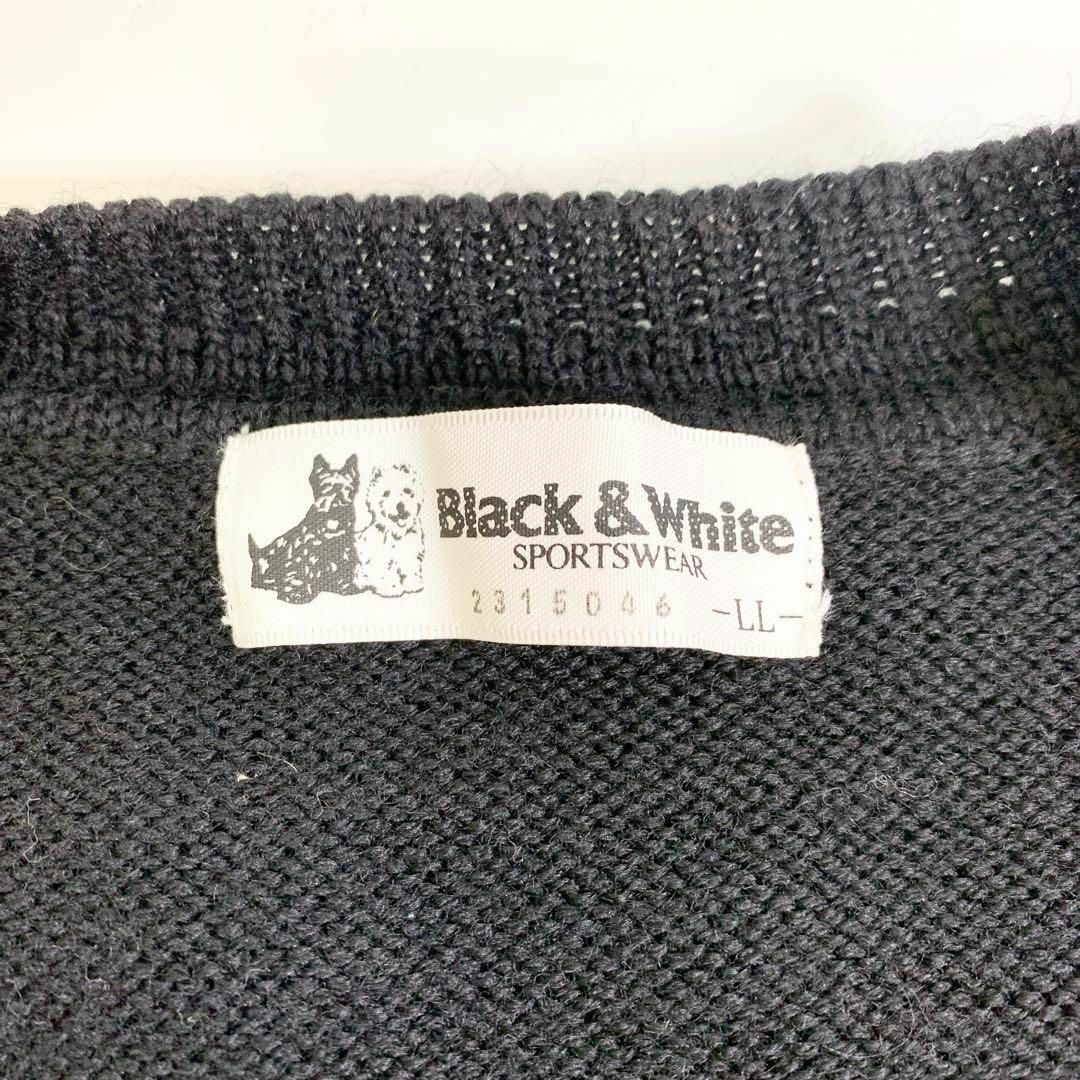 Black & White
SPORTSWEAR
2315046 -LL-